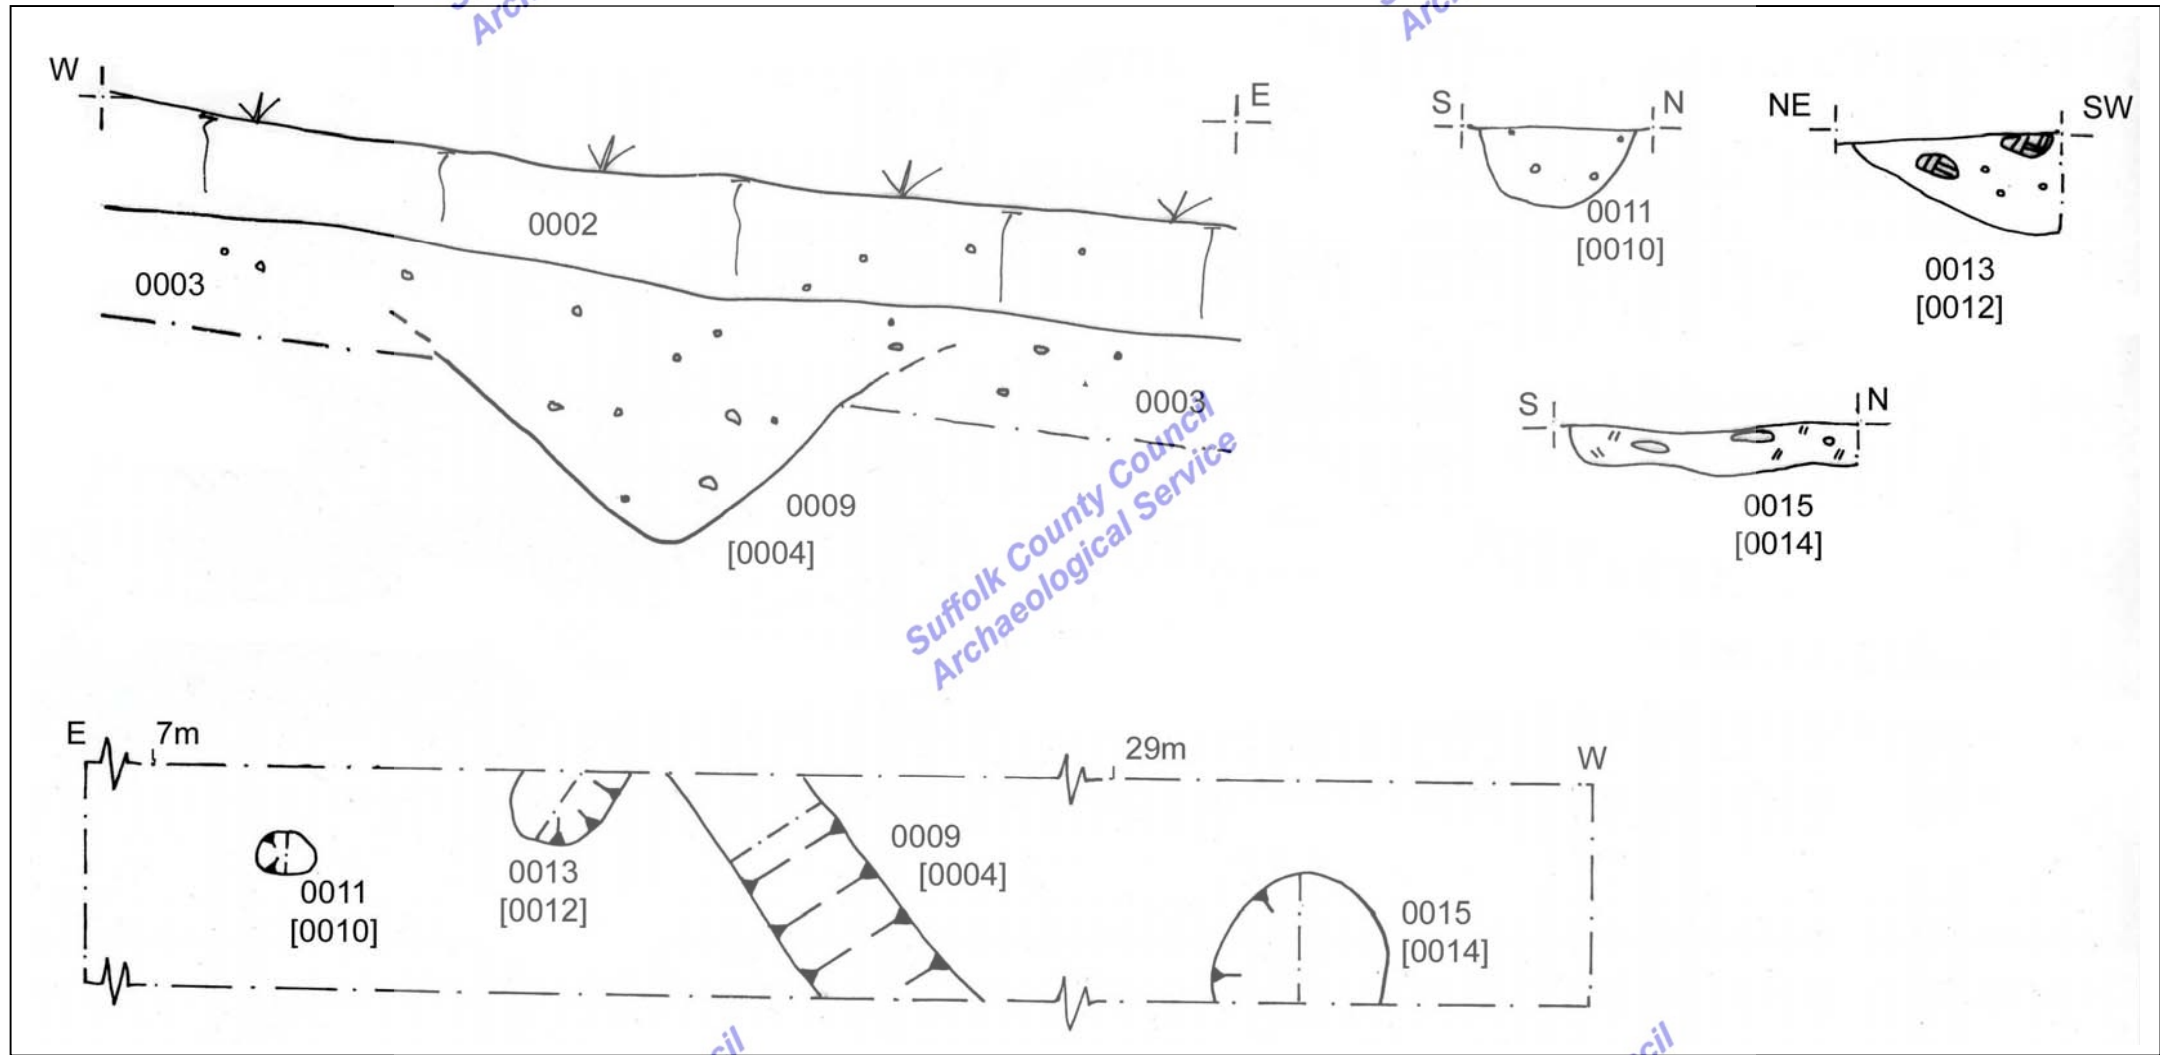 W
E
0002
0003
0003
0009
[0004]
S
N
0011
[0010]
NE
SW
0013
[0012]
S
N
0015
[0014]
Suffolk County Council
Archaeological Service
E
7m
29m
W
0011
[0010]
0013
[0012]
0009
[0004]
0015
[0014]